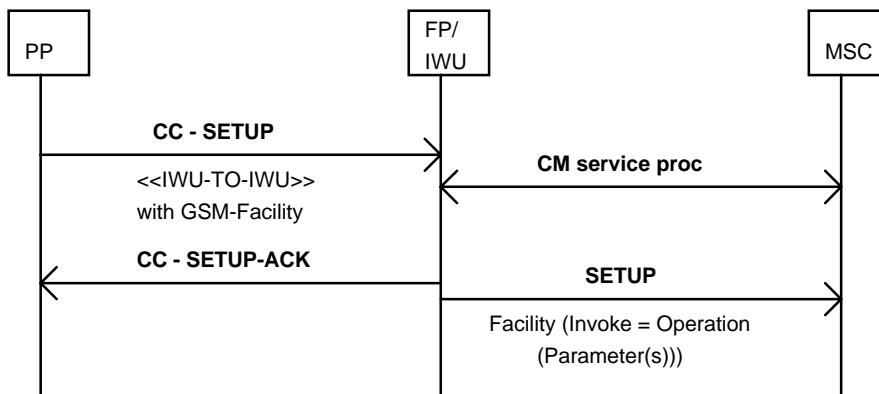 PP
FP/
IWU
MSC
CC - SETUP
<<IWU-TO-IWU>>
with GSM-Facility
CM service proc
CC - SETUP-ACK
SETUP
Facility (Invoke = Operation
(Parameter(s)))